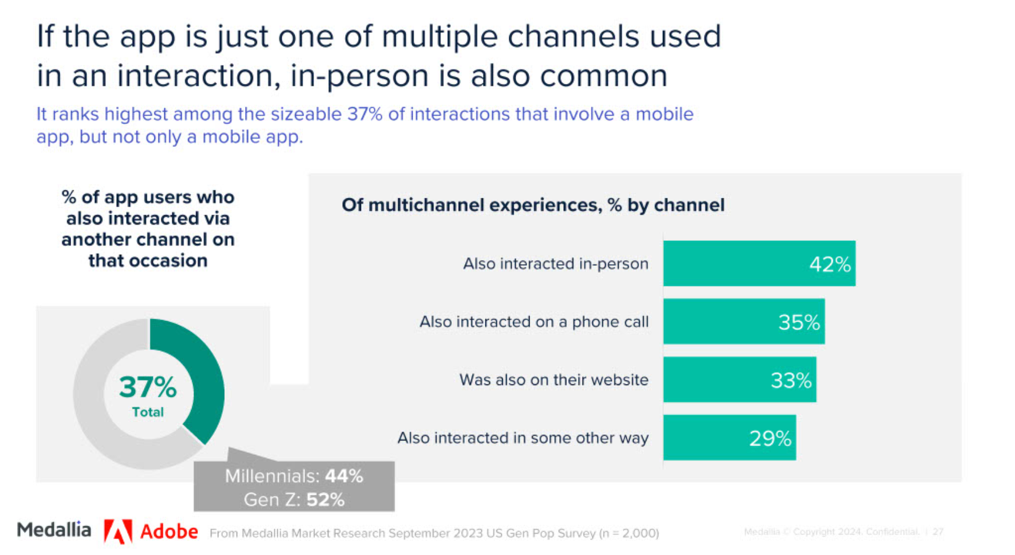 If the app is just one of multiple channels used
in an interaction, in-person is also common
It ranks highest among the sizeable 37% of interactions that involve a mobile
app, but not only a mobile app.
% of app users who
also interacted via
another channel on
that occasion
37%
Total
Millennials: 44%
Gen Z: 52%
Of multichannel experiences, % by channel
Also interacted in-person
42%
Also interacted on a phone call
35%
Was also on their website
33%
Also interacted in some other way
29%
Medallia
Adobe
From Medallia Market Research September 2023 US Gen Pop Survey (n = 2,000)
Medallia © Copyright 2024. Confidential. | 27